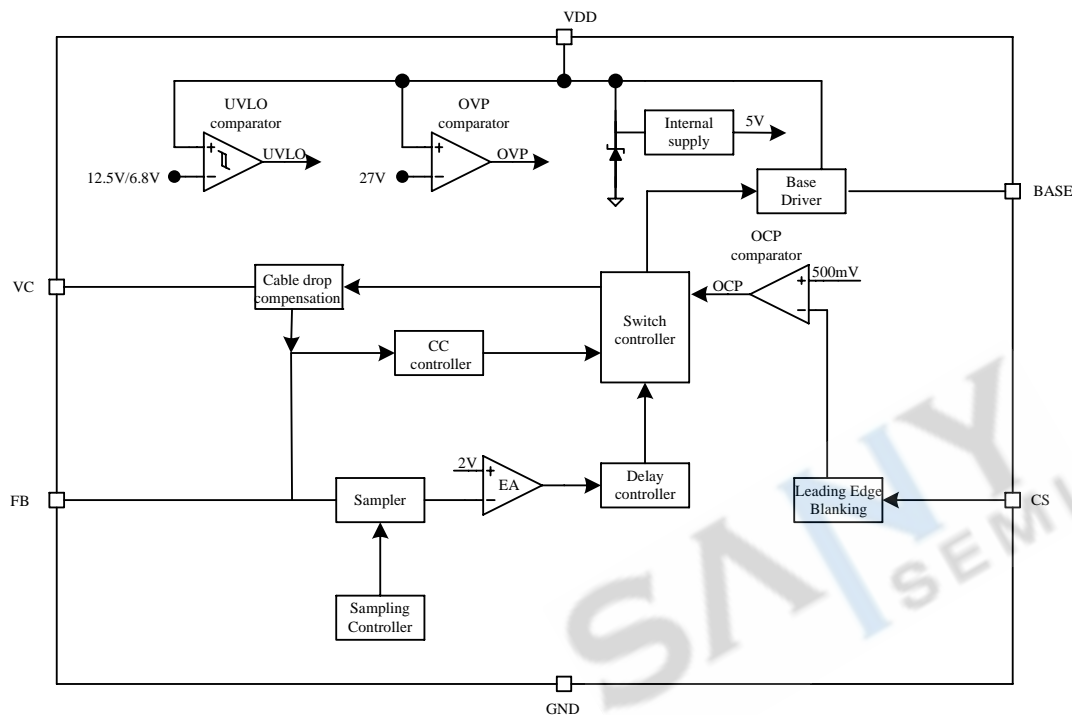 VDD
UVLO
comparator
OVP
comparator
Internal
supply
5V
+
UVLO
12.5V/6.8V
−
+
OVP
27V
−
Base
Driver
BASE
OCP
comparator
VC
Cable drop
compensation
OCP
+
500mV
−
Switch
controller
CC
controller
2V
+
EA
−
FB
Sampler
Delay
controller
Leading Edge
Blanking
CS
Sampling
Controller
GND
SANY
SEMI